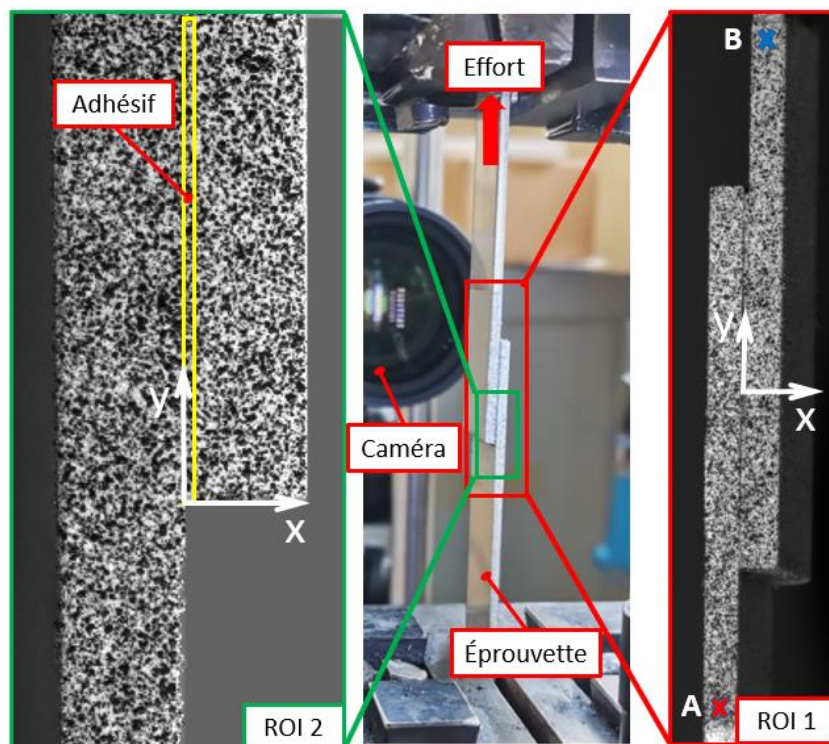 Adhésif
y
x
ROI 2
Effort
Caméra
Éprouvette
B
y
x
A
ROI 1